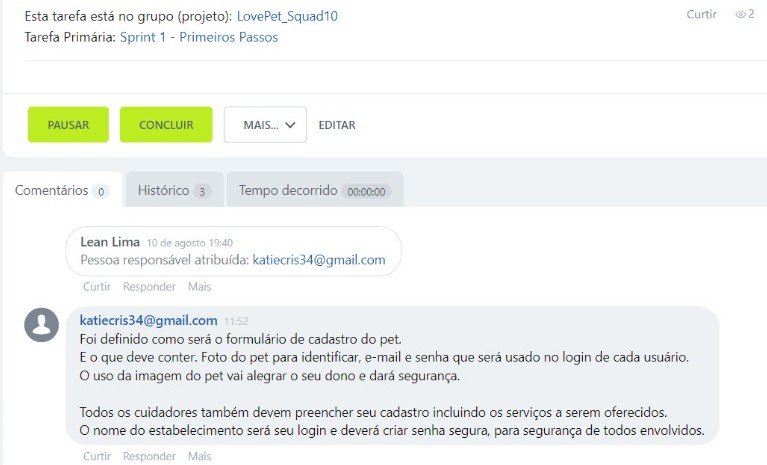 Esta tarefa está no grupo (projeto): LovePet_Squad10
Curtir 2
Tarefa Primária: Sprint 1 - Primeiros Passos
PAUSAR CONCLUIR MAIS... EDITAR
Comentários 0 Histórico 3 Tempo decorrido 00:00:00
Lean Lima 10 de agosto 19:40
Pessoa responsável atribuída: katiecris34@gmail.com
Curtir Responder Mais
katiecris34@gmail.com 11:52
Foi definido como será o formulário de cadastro do pet.
E o que deve conter. Foto do pet para identificar, e-mail e senha que será usado no login de cada usuário.
O uso da imagem do pet vai alegrar o seu dono e dará segurança.
Todos os cuidadores também devem preencher seu cadastro incluindo os serviços a serem oferecidos.
O nome do estabelecimento será seu login e deverá criar senha segura, para segurança de todos envolvidos.
Curtir Responder Mais